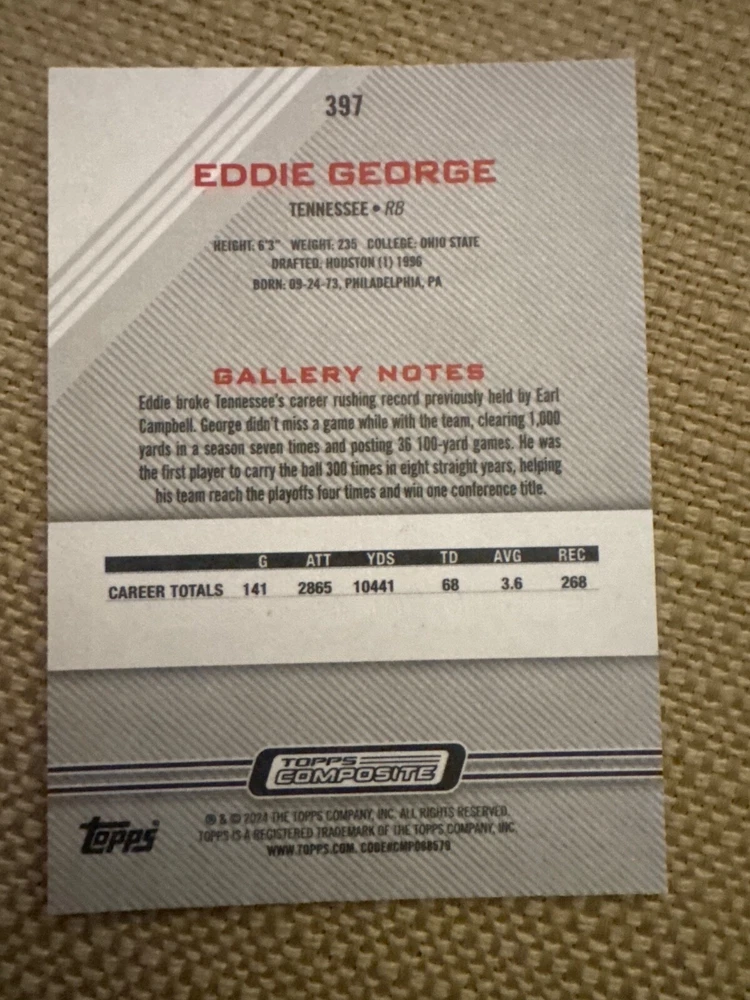 397
EDDIE GEORGE
TENNESSEE • RB
HEIGHT: 6'3" WEIGHT: 235 COLLEGE: OHIO STATE
DRAFTED: HOUSTON (1) 1996
BORN: 09-24-73, PHILADELPHIA, PA
GALLERY NOTES
Eddie broke Tennessee's career rushing record previously held by Earl
Campbell. George didn't miss a game while with the team, clearing 1,000
yards in a season seven times and posting 36 100-yard games. He was
the first player to carry the ball 300 times in eight straight years, helping
his team reach the playoffs four times and win one conference title.
G ATT YDS TD AVG REC
CAREER TOTALS 141 2865 10441 68 3.6 268
TOPPS
COMPOSITE
Topps
® & © 2024 THE TOPPS COMPANY, INC. ALL RIGHTS RESERVED.
TOPPS IS A REGISTERED TRADEMARK OF THE TOPPS COMPANY, INC.
WWW.TOPPS.COM. CODE#CMP088570